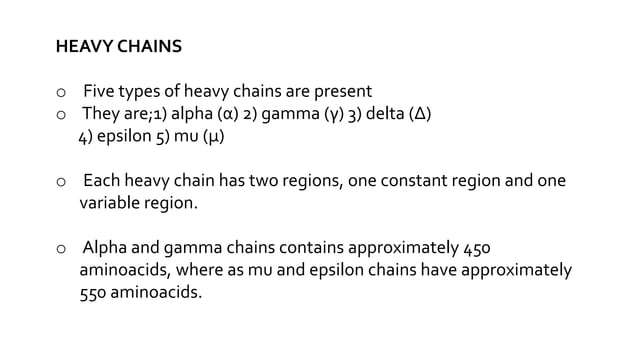 HEAVY CHAINS
o Five types of heavy chains are present
o They are;1) alpha (α) 2) gamma (γ) 3) delta (Δ)
4) epsilon 5) mu (μ)
o Each heavy chain has two regions, one constant region and one
variable region.
o Alpha and gamma chains contains approximately 450
aminoacids, where as mu and epsilon chains have approximately
550 aminoacids.